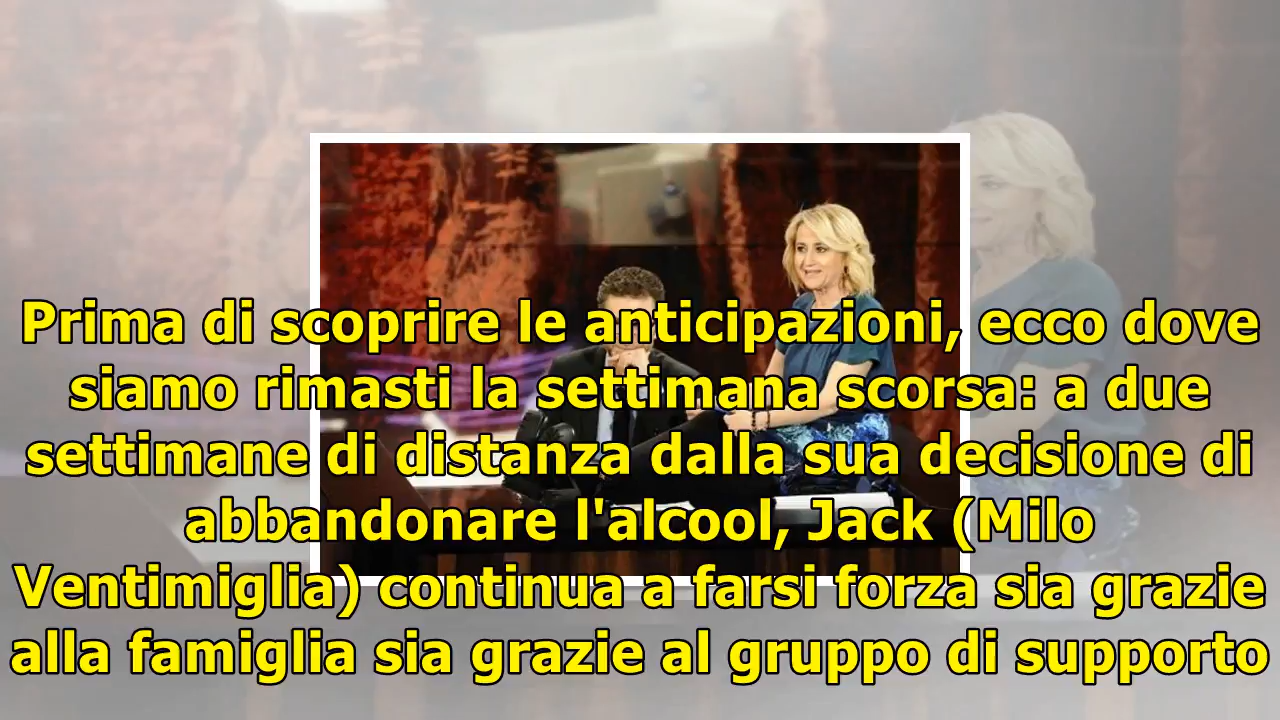 Prima di scoprire le anticipazioni, ecco dove
siamo rimasti la settimana scorsa: a due
settimane di distanza dalla sua decisione di
abbandonare l'alcool, Jack (Milo
Ventimiglia) continua a farsi forza sia grazie
alla famiglia sia grazie al gruppo di supporto